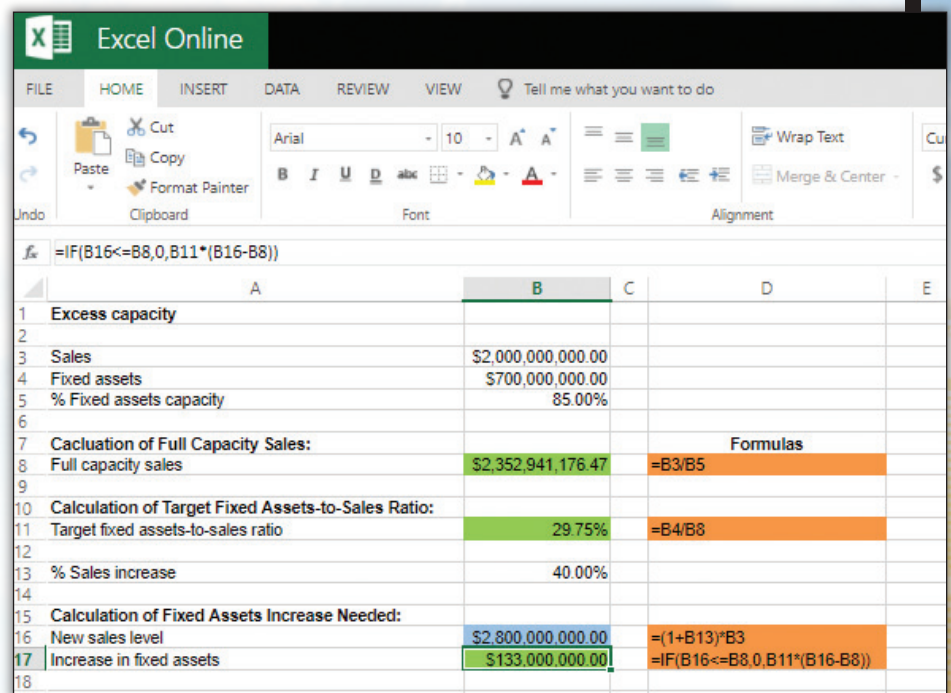 Excel Online
FILE HOME INSERT DATA REVIEW VIEW Tell me what you want to do
Cut
Copy
Paste
Format Painter
Undo
Clipboard
Arial 10 A A
B I U D abc A
Font
Wrap Text
Merge & Center
Alignment
Cu
$
fx =IF(B16<=B8,0,B11*(B16-B8))
A B C D E
1 Excess capacity
2
3 Sales $2,000,000,000.00
4 Fixed assets $700,000,000.00
5 % Fixed assets capacity 85.00%
6
7 Cacluation of Full Capacity Sales: Formulas
8 Full capacity sales $2,352,941,176.47 =B3/B5
9
10 Calculation of Target Fixed Assets-to-Sales Ratio:
11 Target fixed assets-to-sales ratio 29.75% =B4/B8
12
13 % Sales increase 40.00%
14
15 Calculation of Fixed Assets Increase Needed:
16 New sales level $2,800,000,000.00 =(1+B13)*B3
17 Increase in fixed assets $133,000,000.00 =IF(B16<=B8,0,B11*(B16-B8))
18